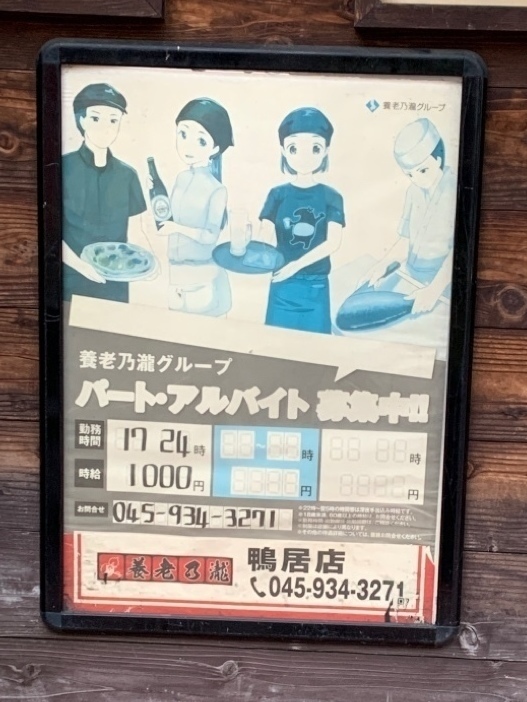 養老乃瀧グループ
養老乃瀧グループ
パート・アルバイト 募集中!!
勤務時間 17 24時 ～ 時 時
時給 1000円 円 円
お問合せ 045-934-3271
養老乃瀧 鴨居店
045-934-3271